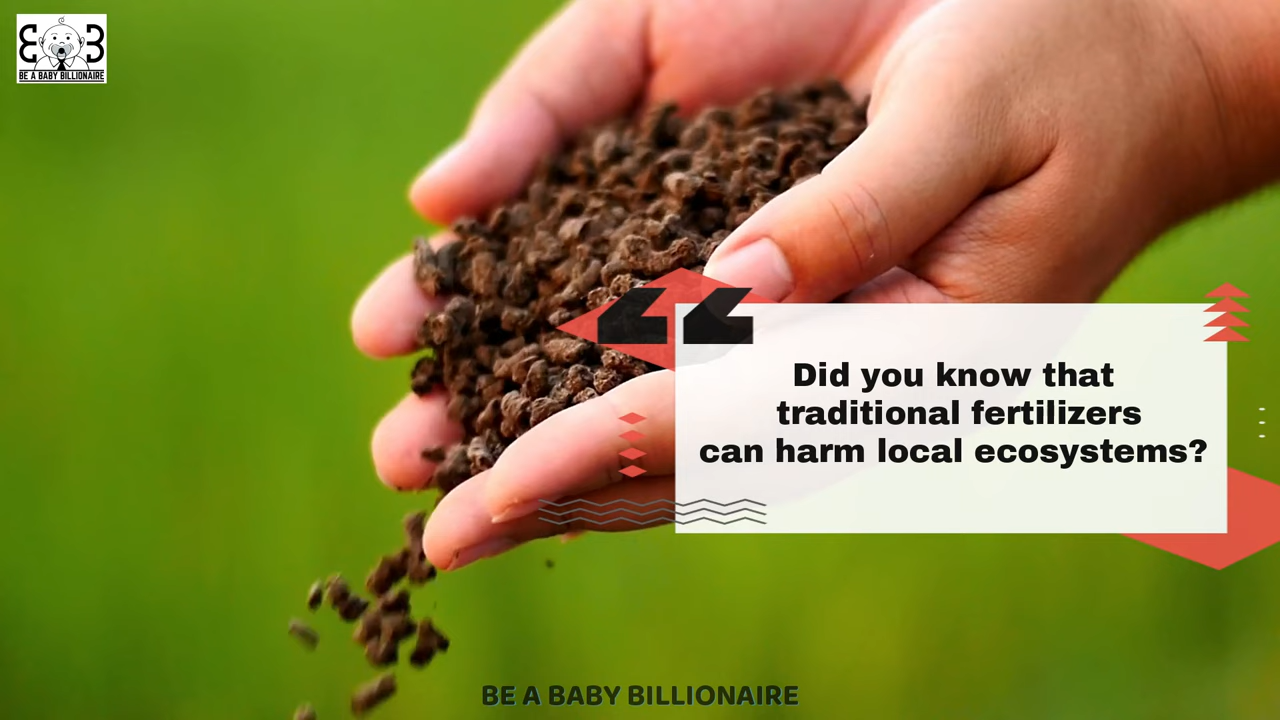 BE A BABY BILLIONAIRE
Did you know that
traditional fertilizers
can harm local ecosystems?
BE A BABY BILLIONAIRE